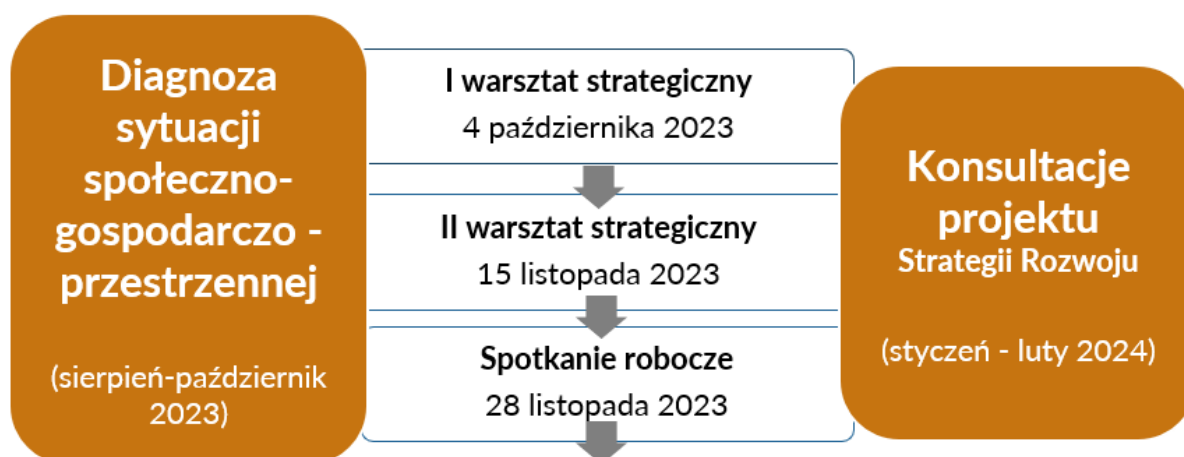 Diagnoza
sytuacji
społeczno-
gospodarczo -
przestrzennej
(sierpień-październik
2023)
I warsztat strategiczny
4 października 2023
II warsztat strategiczny
15 listopada 2023
Spotkanie robocze
28 listopada 2023
Konsultacje
projektu
Strategii Rozwoju
(styczeń - luty 2024)